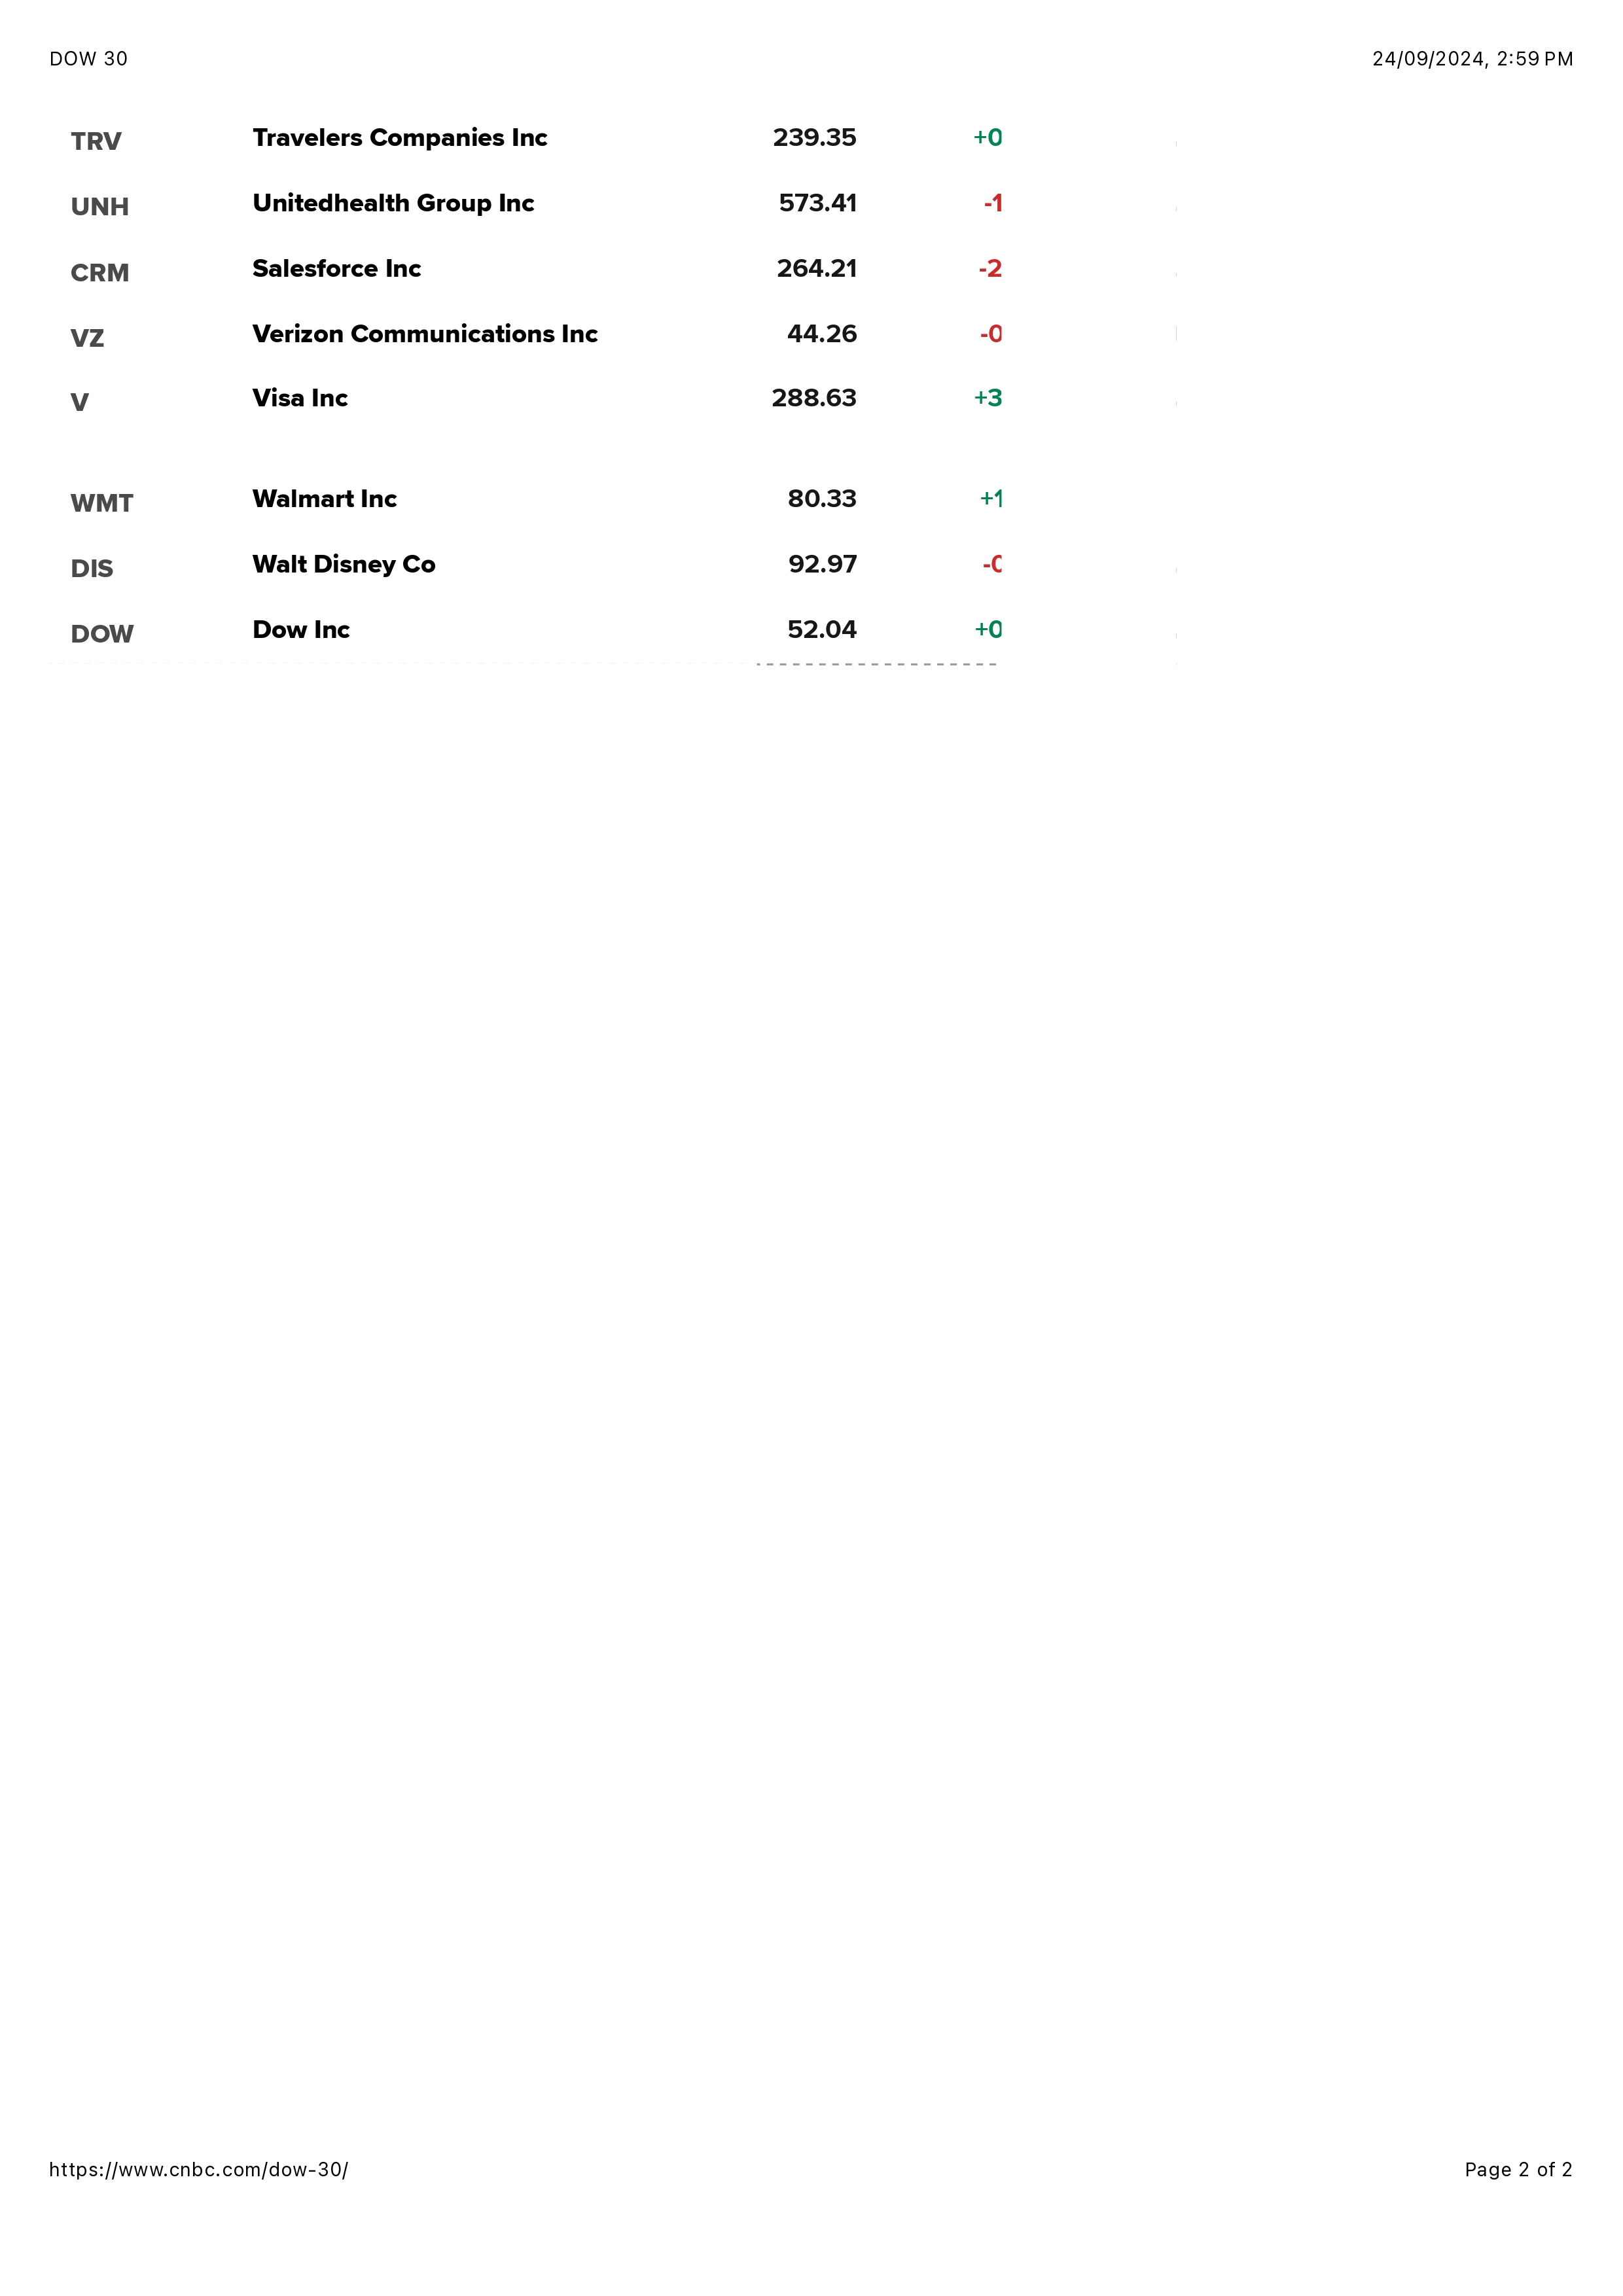 DOW 30 24/09/2024, 2:59 PM
TRV Travelers Companies Inc 239.35 +0
UNH Unitedhealth Group Inc 573.41 -1
CRM Salesforce Inc 264.21 -2
VZ Verizon Communications Inc 44.26 -0
V Visa Inc 288.63 +3
WMT Walmart Inc 80.33 +1
DIS Walt Disney Co 92.97 -0
DOW Dow Inc 52.04 +0
https://www.cnbc.com/dow-30/ Page 2 of 2